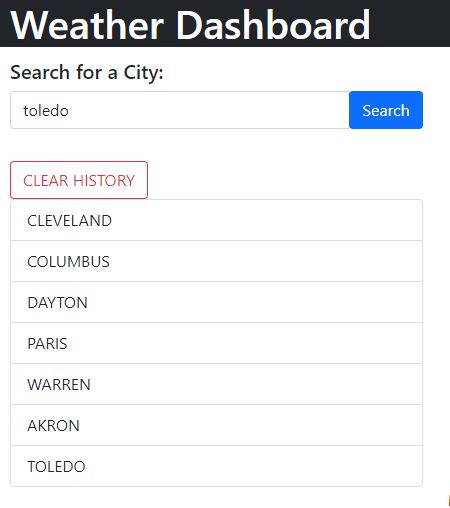 Weather Dashboard
Search for a City:
toledo Search
CLEAR HISTORY
CLEVELAND
COLUMBUS
DAYTON
PARIS
WARREN
AKRON
TOLEDO